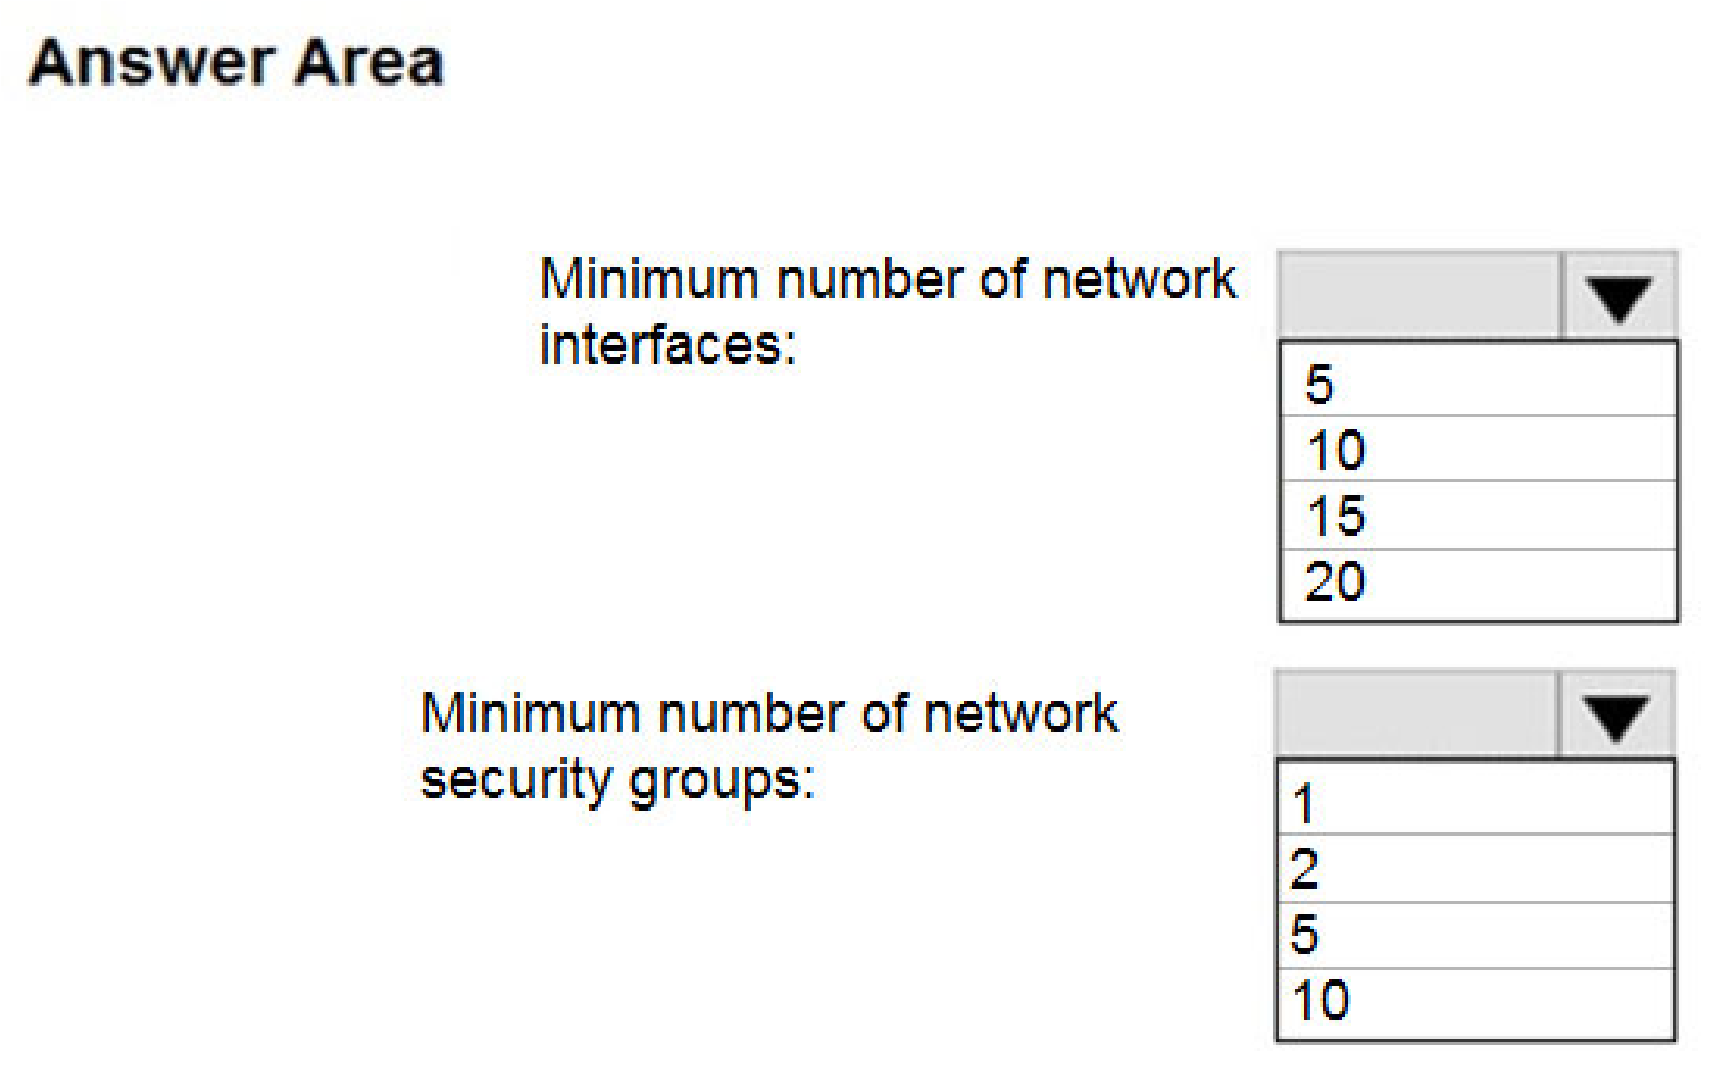 Answer Area
Minimum number of network
interfaces:
5
10
15
20
Minimum number of network
security groups:
1
2
5
10